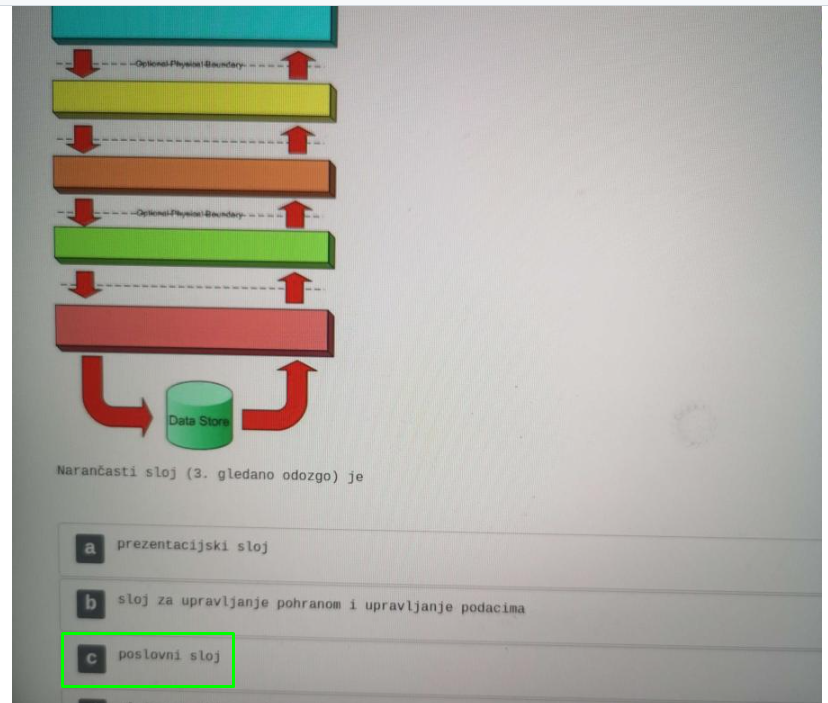 Optional Physical Boundary
Optional Physical Boundary
Data Store
Narančasti sloj (3. gledano odozgo) je
a prezentacijski sloj
b sloj za upravljanje pohranom i upravljanje podacima
c poslovni sloj